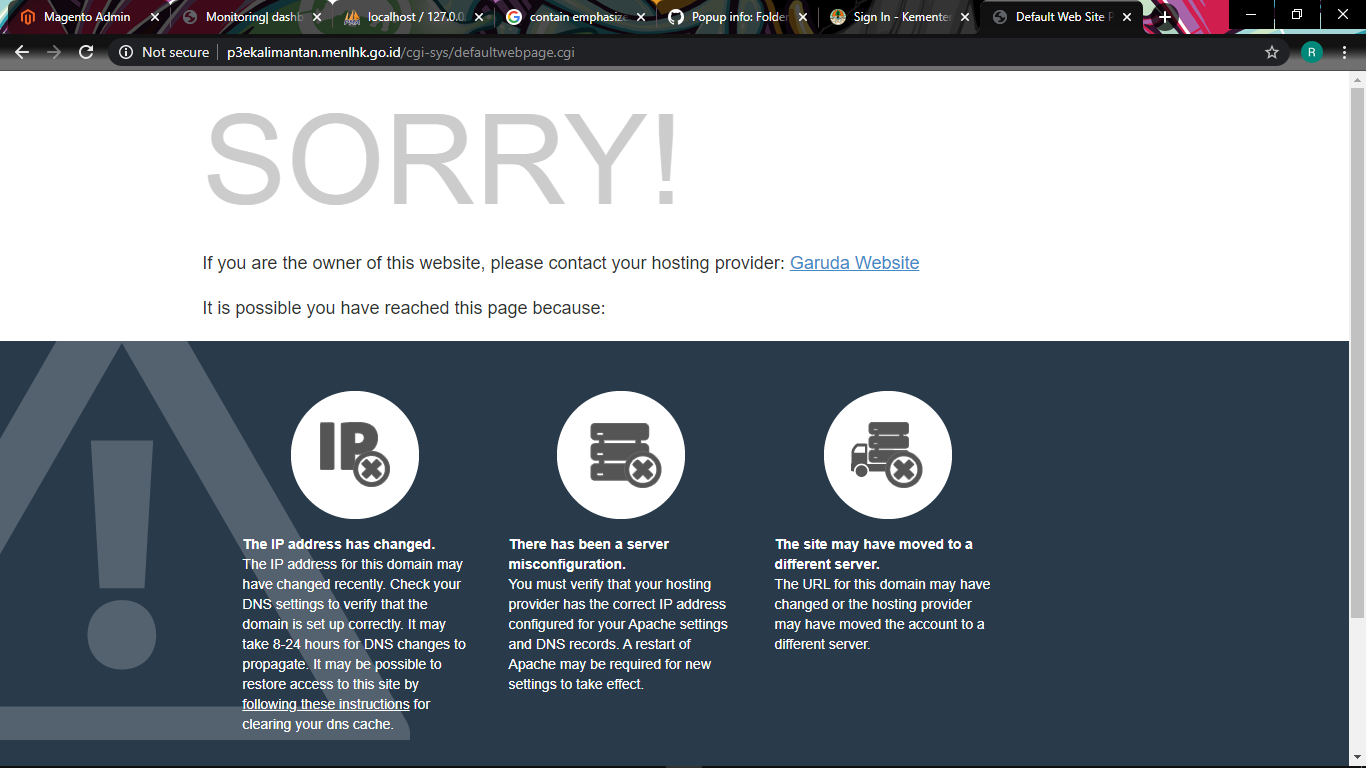 Magento Admin
Monitoring| dashb
localhost / 127.0.0.
contain emphasize
Popup info: Folder
Sign In - Kementer
Default Web Site P
Not secure
p3ekalimantan.menlhk.go.id/cgi-sys/defaultwebpage.cgi
R
SORRY!
If you are the owner of this website, please contact your hosting provider: Garuda Website
It is possible you have reached this page because:
IP
The IP address has changed.
The IP address for this domain may
have changed recently. Check your
DNS settings to verify that the
domain is set up correctly. It may
take 8-24 hours for DNS changes to
propagate. It may be possible to
restore access to this site by
following these instructions for
clearing your dns cache.
There has been a server
misconfiguration.
You must verify that your hosting
provider has the correct IP address
configured for your Apache settings
and DNS records. A restart of
Apache may be required for new
settings to take effect.
The site may have moved to a
different server.
The URL for this domain may have
changed or the hosting provider
may have moved the account to a
different server.